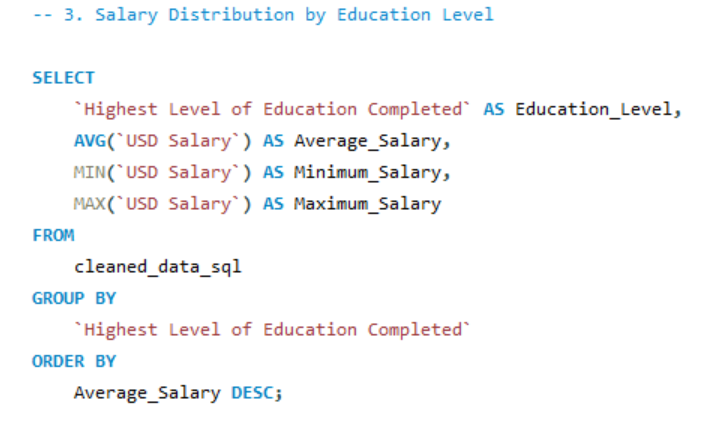 -- 3. Salary Distribution by Education Level
SELECT
`Highest Level of Education Completed` AS Education_Level,
AVG(`USD Salary`) AS Average_Salary,
MIN(`USD Salary`) AS Minimum_Salary,
MAX(`USD Salary`) AS Maximum_Salary
FROM
cleaned_data_sql
GROUP BY
`Highest Level of Education Completed`
ORDER BY
Average_Salary DESC;